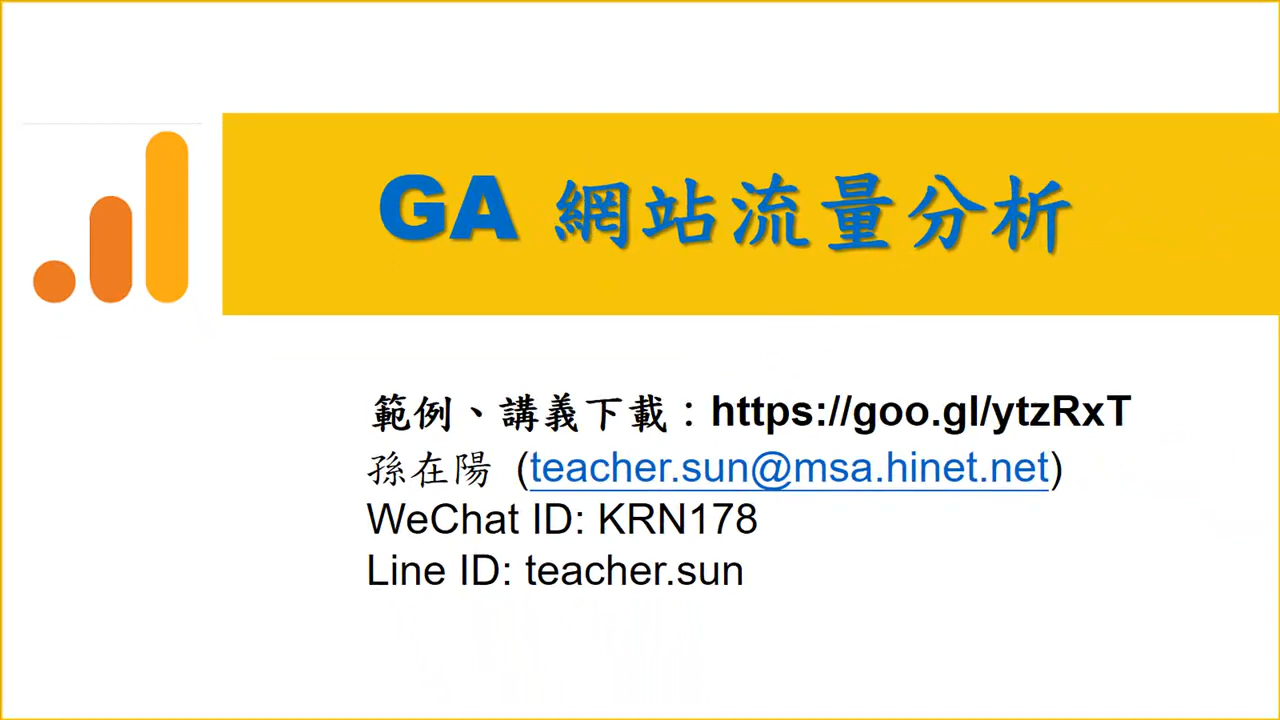 GA 網站流量分析
範例、講義下載：https://goo.gl/ytzRxT
孫在陽 (teacher.sun@msa.hinet.net)
WeChat ID: KRN178
Line ID: teacher.sun